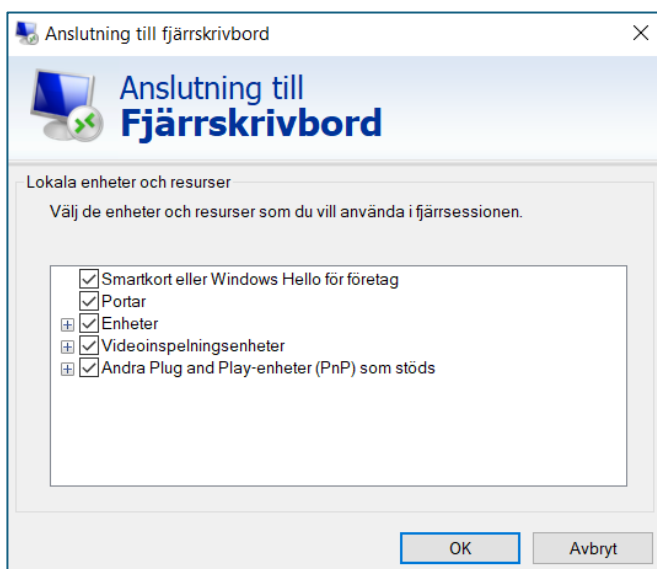 Anslutning till fjärrskrivbord
Anslutning till
Fjärrskrivbord
Lokala enheter och resurser
Välj de enheter och resurser som du vill använda i fjärrsessionen.
Smartkort eller Windows Hello för företag
Portar
Enheter
Videoinspelningsenheter
Andra Plug and Play-enheter (PnP) som stöds
OK Avbryt